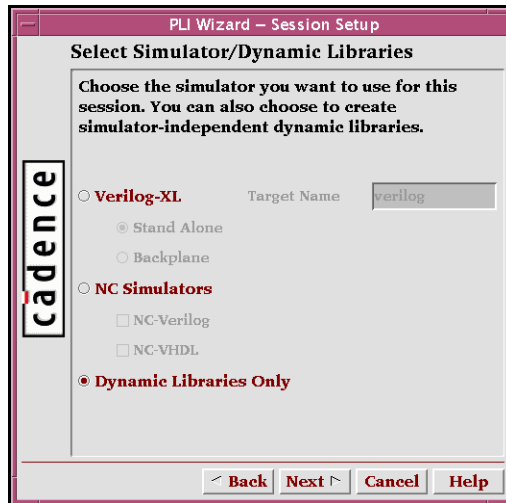 PLI Wizard – Session Setup
Select Simulator/Dynamic Libraries
Choose the simulator you want to use for this
session. You can also choose to create
simulator-independent dynamic libraries.
cādence
Verilog-XL Target Name verilog
Stand Alone
Backplane
NC Simulators
NC-Verilog
NC-VHDL
Dynamic Libraries Only
Back Next Cancel Help